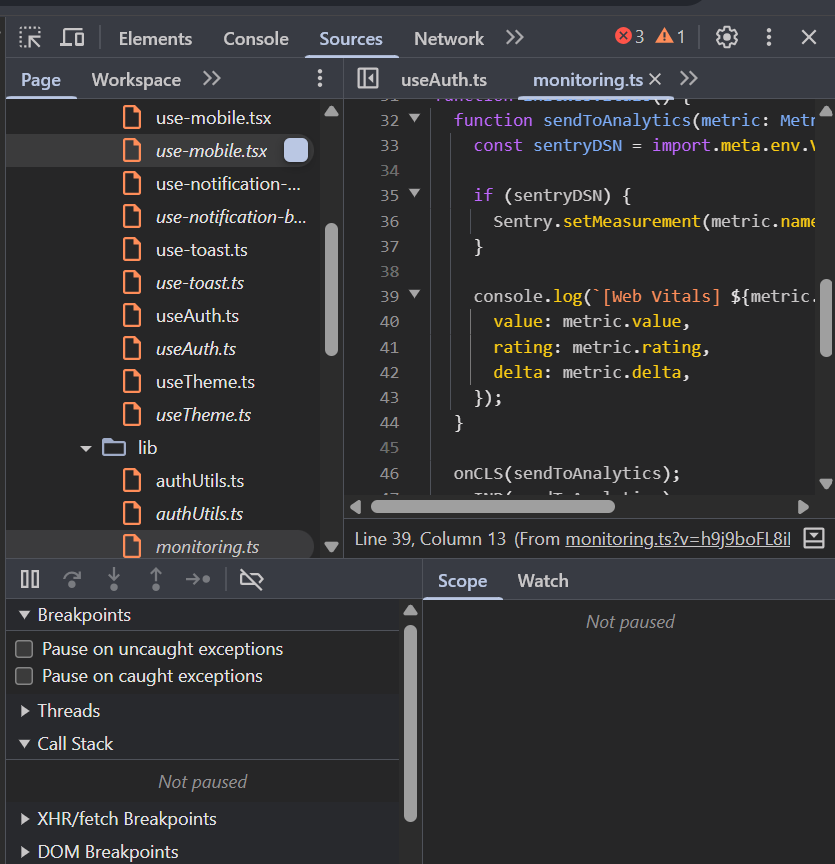 Elements Console Sources Network 3 1
Page Workspace
useAuth.ts monitoring.ts
use-mobile.tsx
use-mobile.tsx
use-notification-...
use-notification-b...
use-toast.ts
use-toast.ts
useAuth.ts
useAuth.ts
useTheme.ts
useTheme.ts
lib
authUtils.ts
authUtils.ts
monitoring.ts
32 function sendToAnalytics(metric: Metr
33 const sentryDSN = import.meta.env.V
34
35 if (sentryDSN) {
36 Sentry.setMeasurement(metric.name
37 }
38
39 console.log(`[Web Vitals] ${metric.
40 value: metric.value,
41 rating: metric.rating,
42 delta: metric.delta,
43 });
44 }
45
46 onCLS(sendToAnalytics);
Line 39, Column 13 (From monitoring.ts?v=h9j9boFL8il
Breakpoints
Pause on uncaught exceptions
Pause on caught exceptions
Threads
Call Stack
Not paused
XHR/fetch Breakpoints
DOM Breakpoints
Scope Watch
Not paused